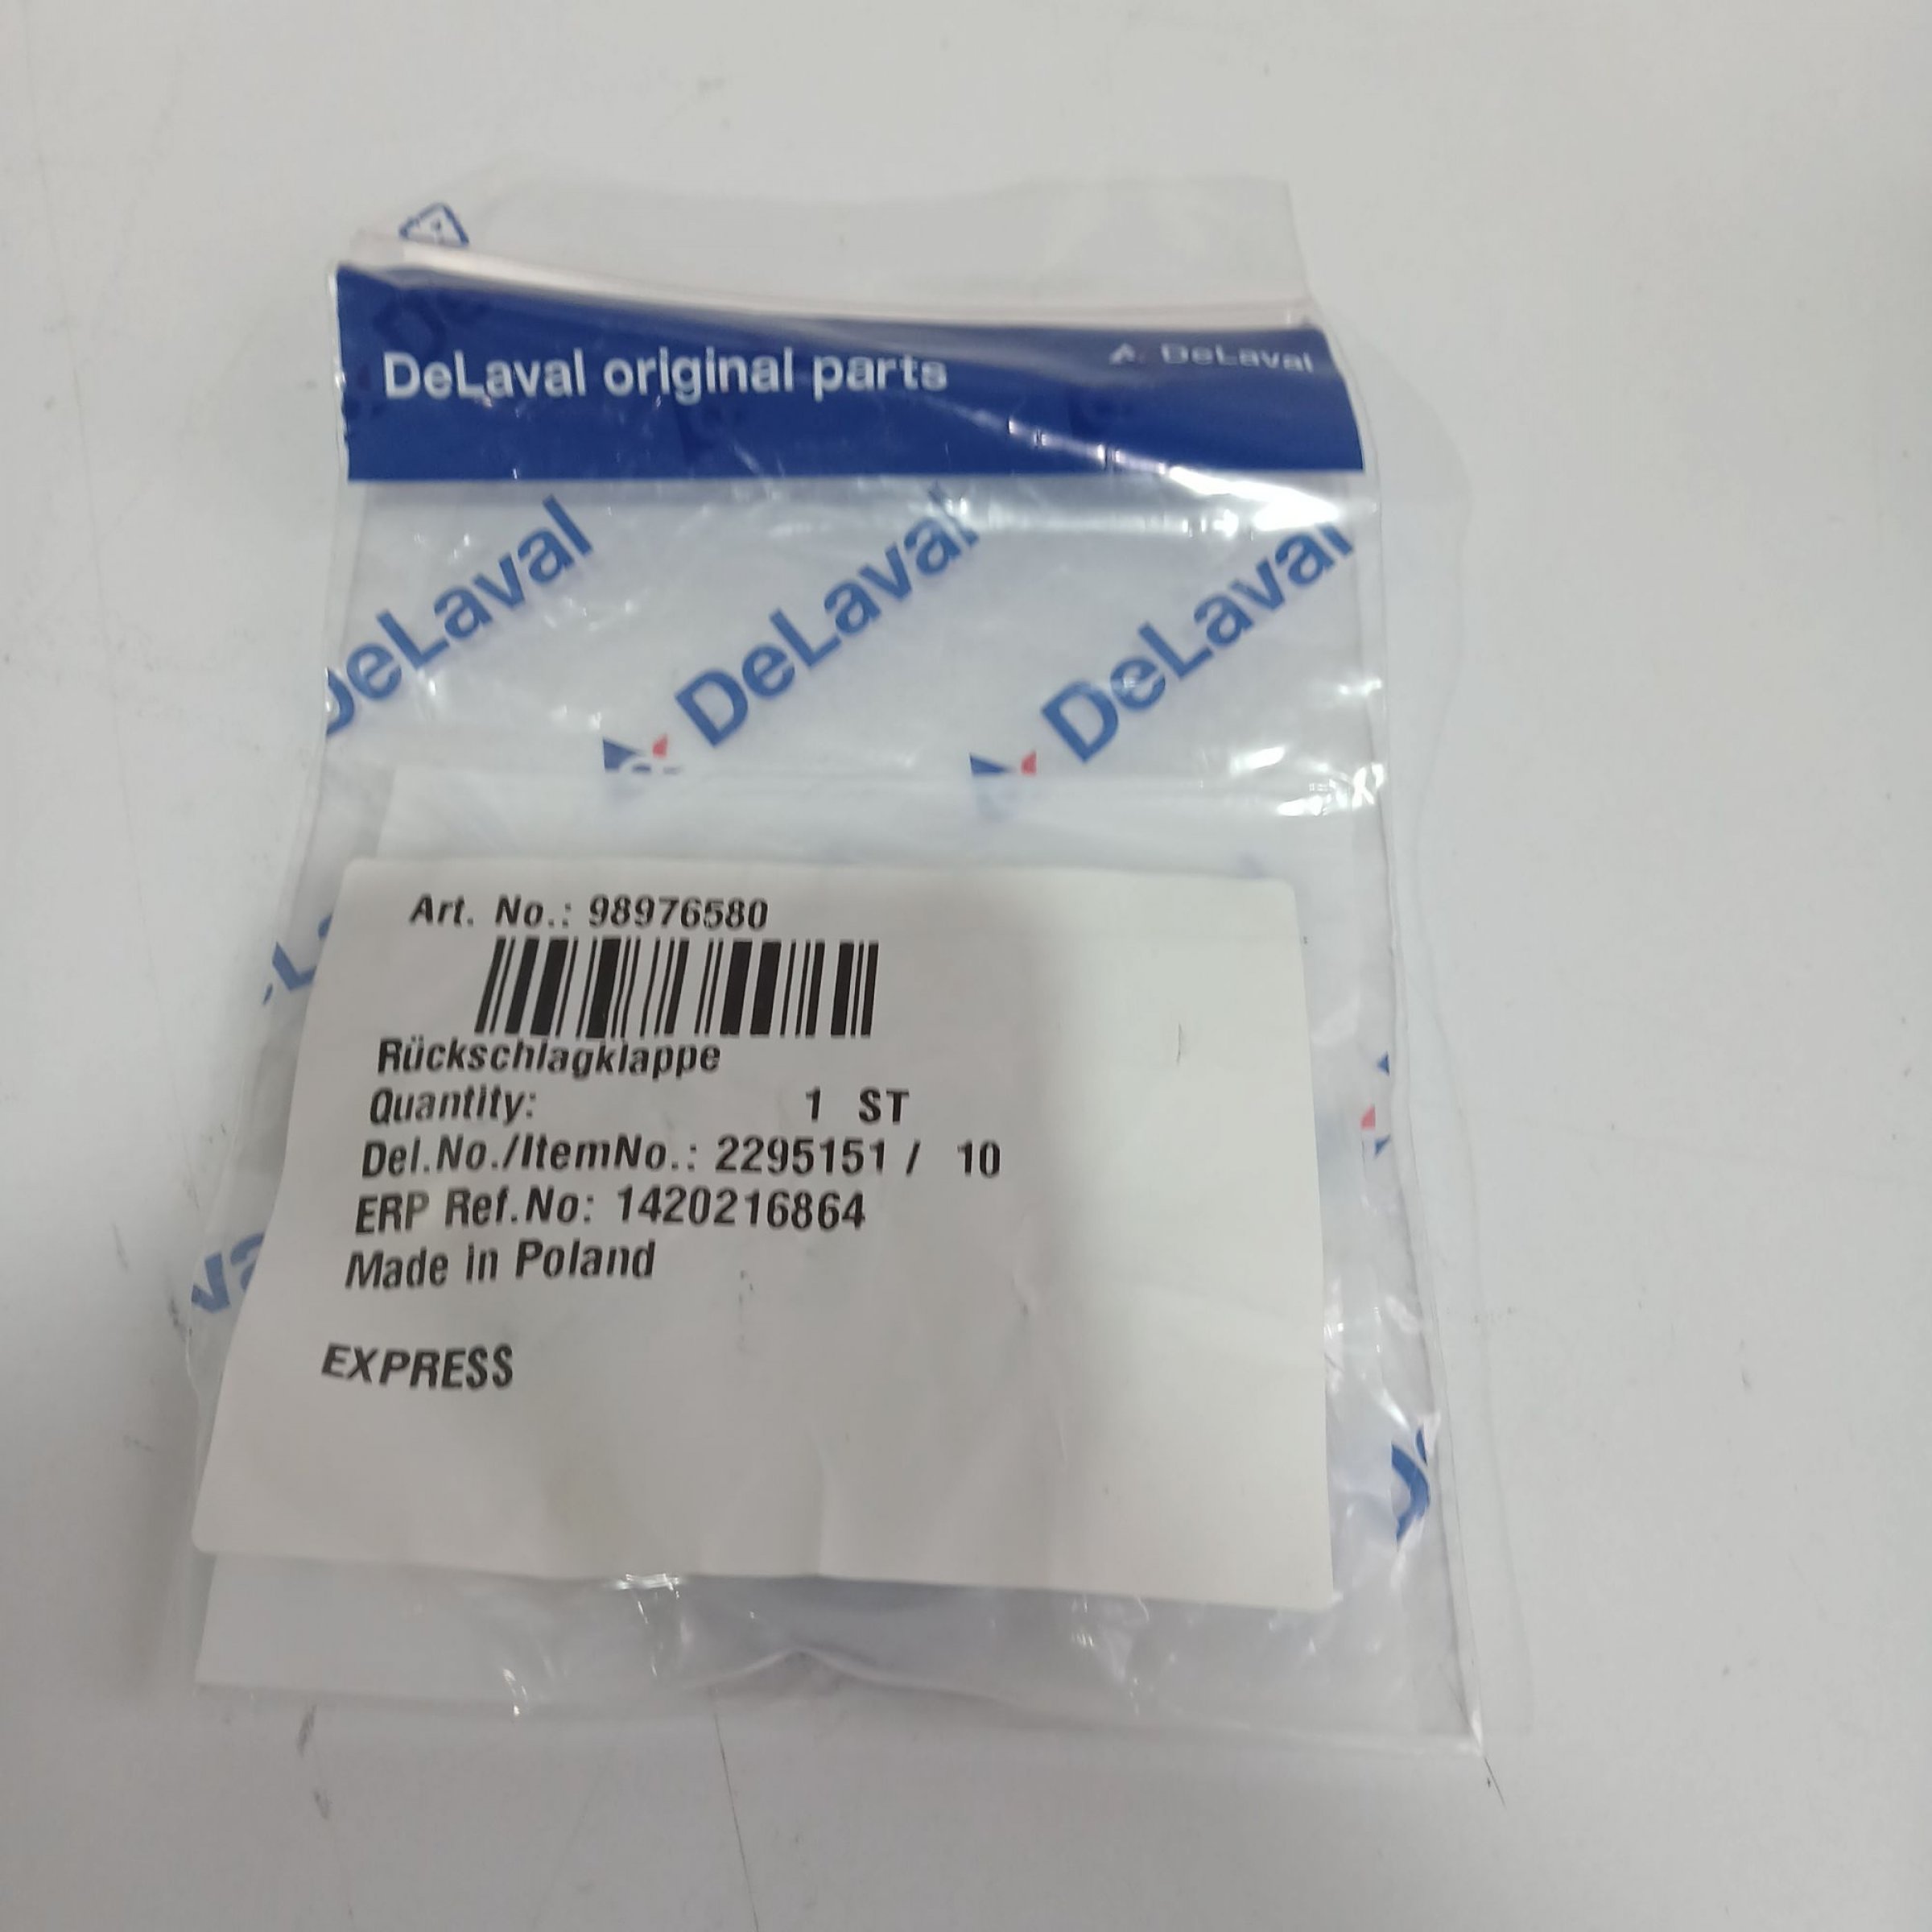 DeLaval original parts
DeLaval
DeLaval
DeLaval
DeLaval
Art. No.: 98976580
Rückschlagklappe
Quantity: 1 ST
Del.No./ItemNo.: 2295151 / 10
ERP Ref.No: 1420216864
Made in Poland
EXPRESS